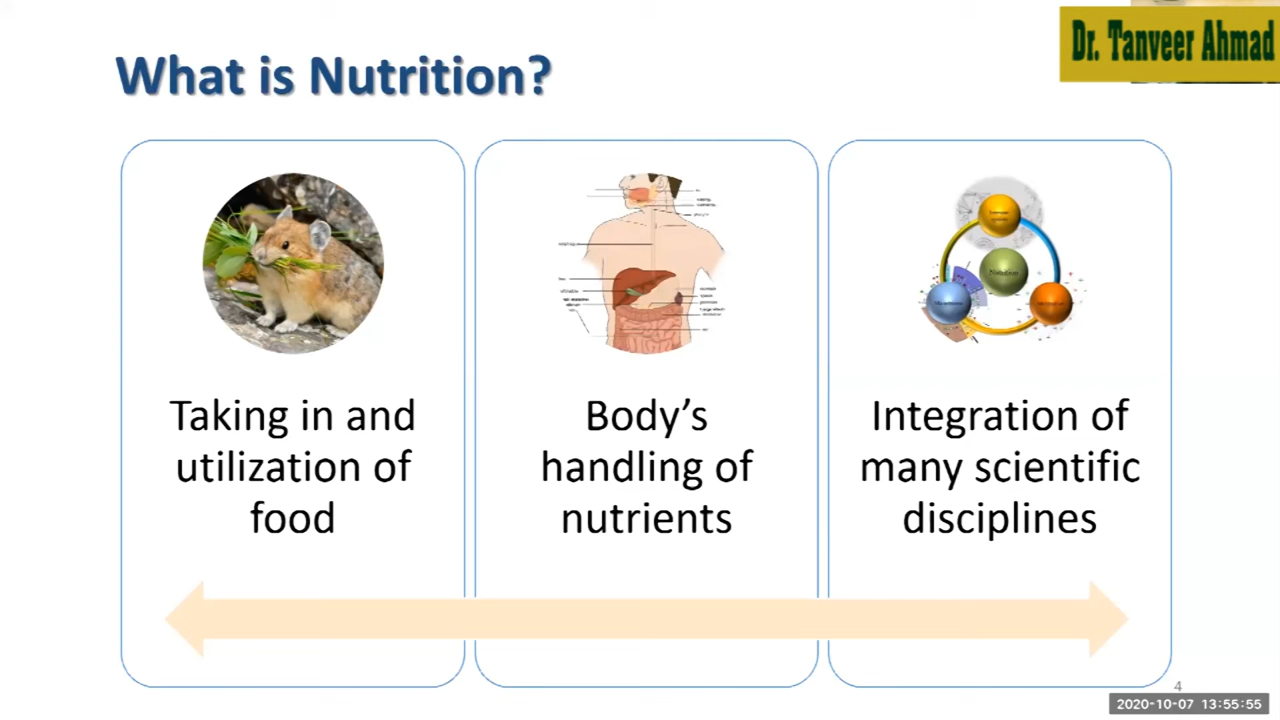 Dr. Tanveer Ahmad
What is Nutrition?
Taking in and
utilization of
food
Body’s
handling of
nutrients
Nutrition
Integration of
many scientific
disciplines
4
2020-10-07 13:55:55